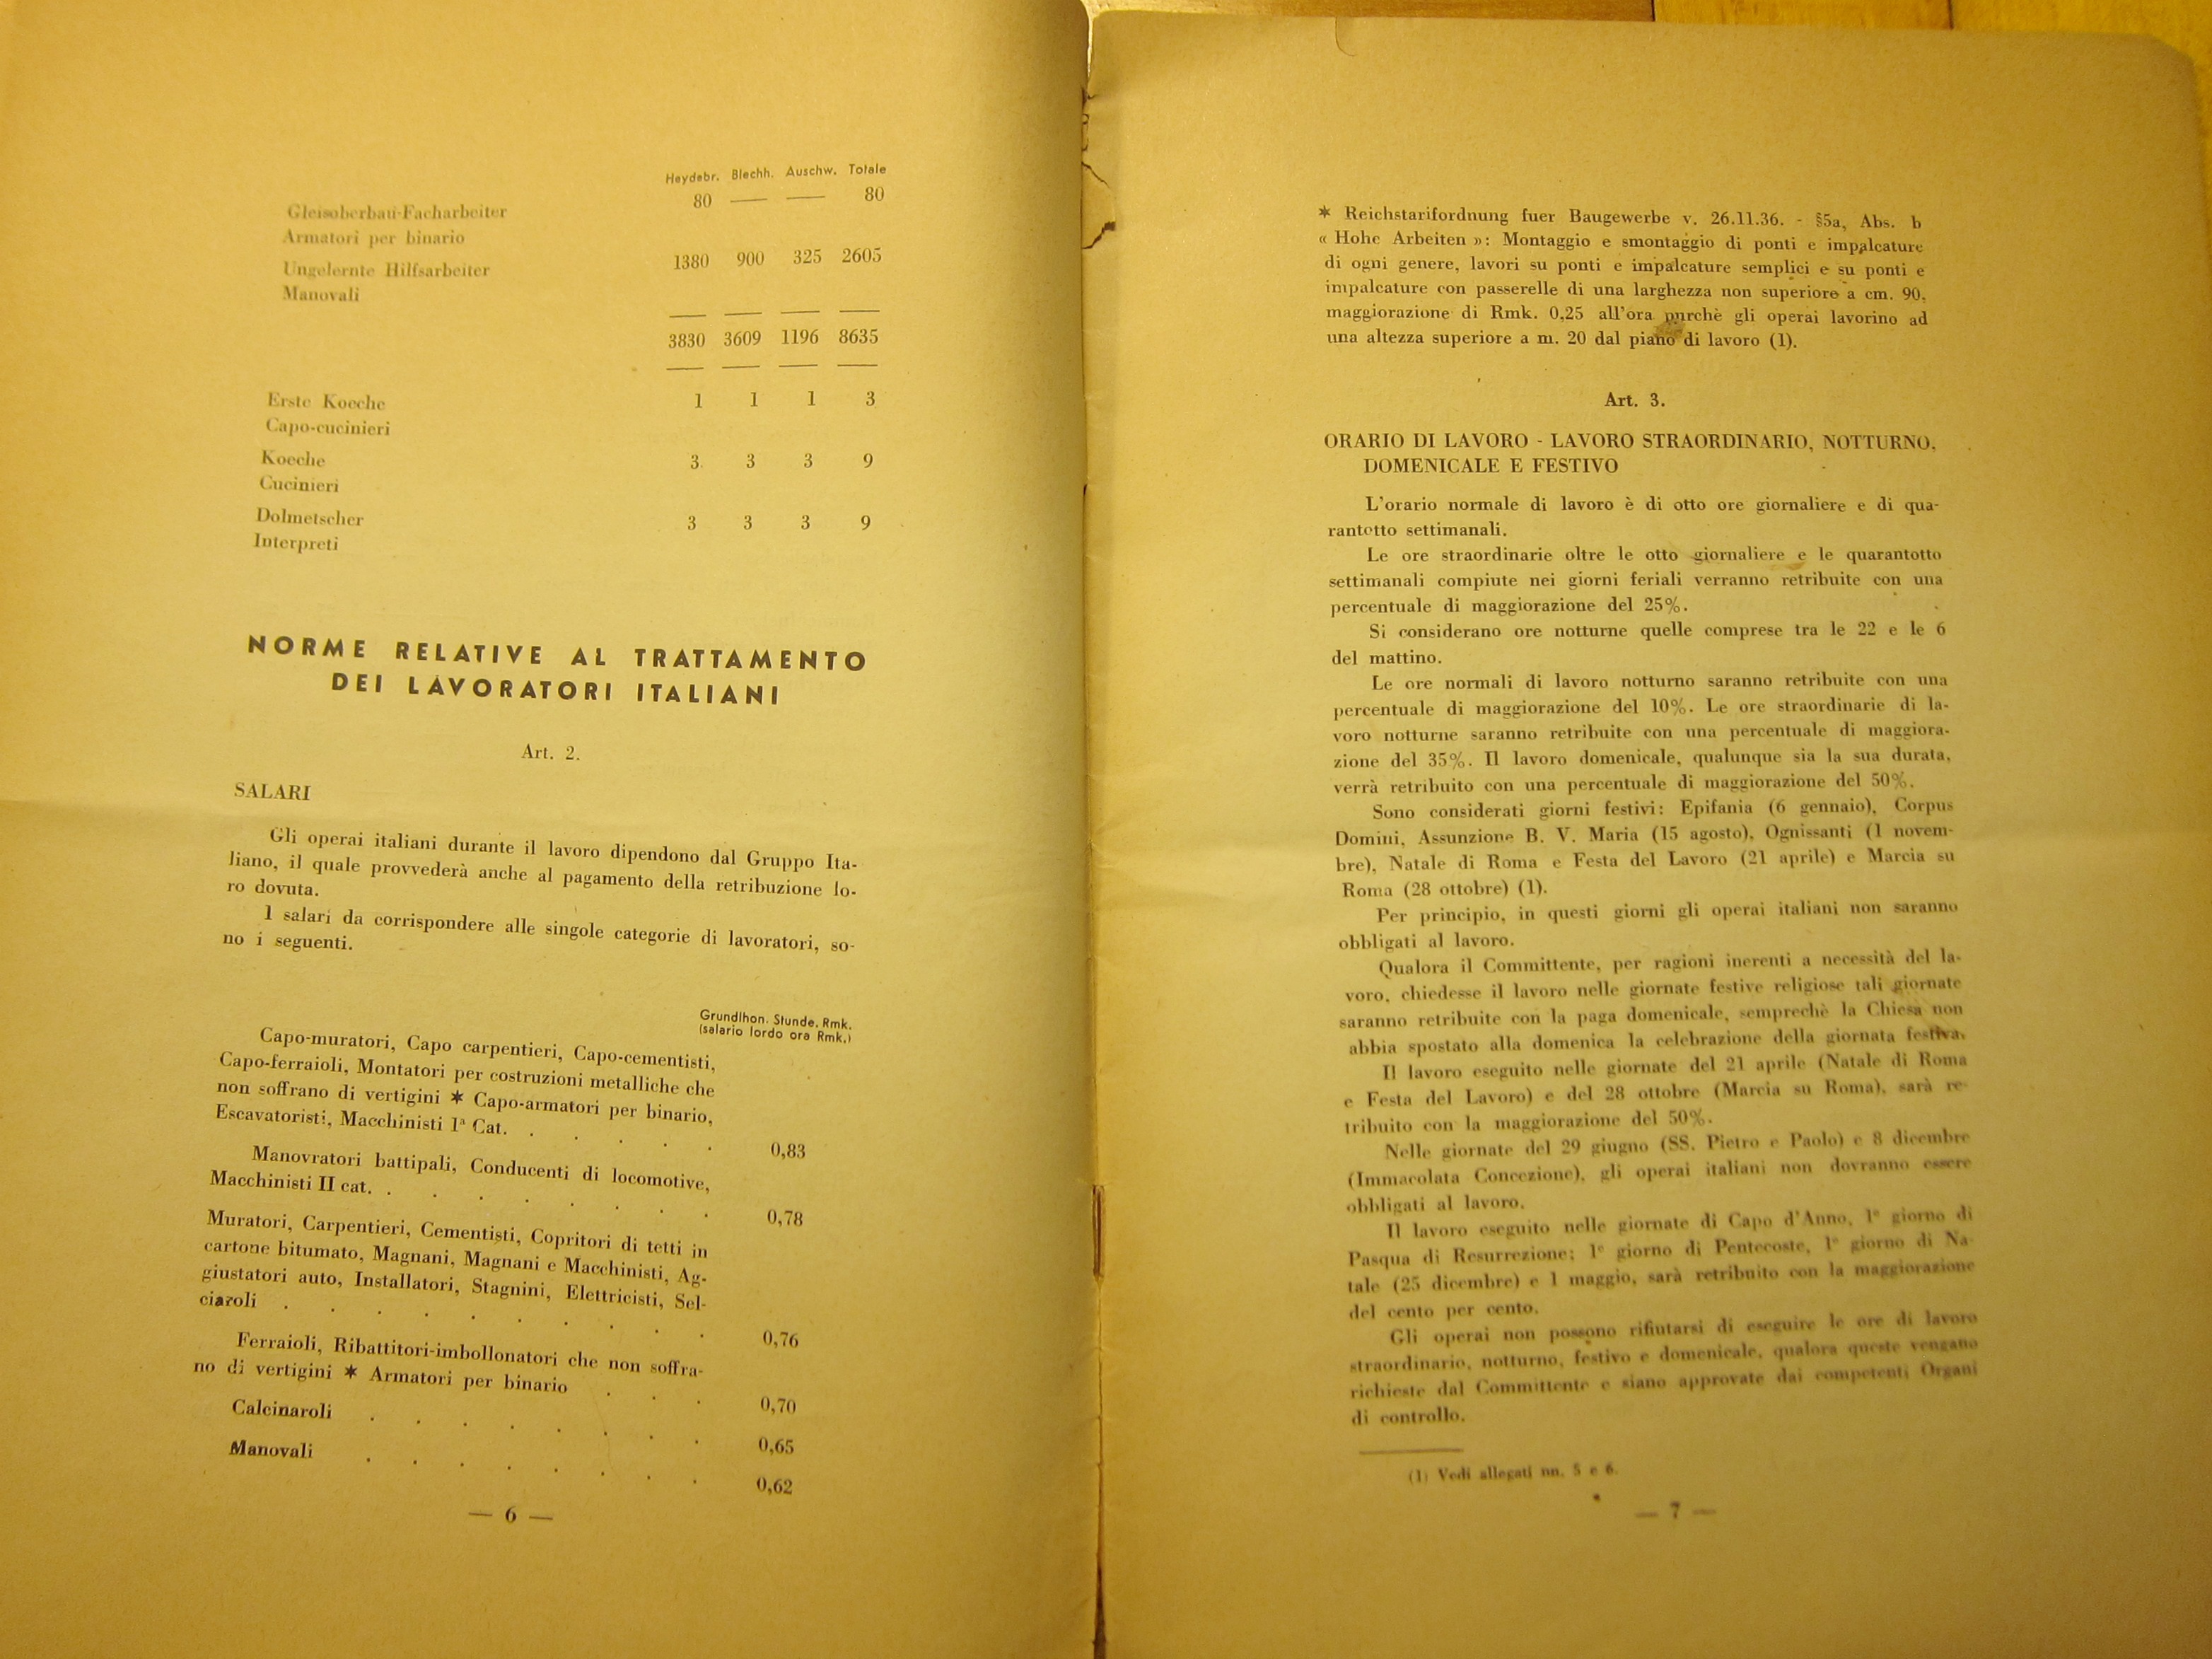 Heydebr. Blechh. Auschw. Totale
Gleisoberbau-Facharbeiter 80 — — 80
Armatori per binario
Ungelernte Hilfsarbeiter 1380 900 325 2605
Manovali
3830 3609 1196 8635
Erste Koeche 1 1 1 3
Capo-cucinieri
Koeche 3 3 3 9
Cucinieri
Dolmetscher 3 3 3 9
Interpreti
NORME RELATIVE AL TRATTAMENTO
DEI LAVORATORI ITALIANI
Art. 2.
SALARI
Gli operai italiani durante il lavoro dipendono dal Gruppo Ita-
liano, il quale provvederà anche al pagamento della retribuzione lo-
ro dovuta.
I salari da corrispondere alle singole categorie di lavoratori, so-
no i seguenti.
Grundlhon. Stunde. Rmk.
(salario lordo ora Rmk.)
Capo-muratori, Capo carpentieri, Capo-cementisti,
Capo-ferraioli, Montatori per costruzioni metalliche che
non soffrano di vertigini * Capo-armatori per binario,
Escavatoristi, Macchinisti 1ª Cat. . . . . . 0,83
Manovratori battipali, Conducenti di locomotive,
Macchinisti II cat. . . . . . . . . 0,78
Muratori, Carpentieri, Cementisti, Copritori di tetti in
cartone bitumato, Magnani, Magnani e Macchinisti, Ag-
giustatori auto, Installatori, Stagnini, Elettricisti, Sel-
ciaroli . . . . . . . . . . 0,76
Ferraioli, Ribattitori-imbollonatori che non soffra-
no di vertigini * Armatori per binario . . . 0,70
Calcinaroli . . . . . . . . 0,65
Manovali . . . . . . . . 0,62
— 6 —
* Reichstarifordnung fuer Baugewerbe v. 26.11.36. - §5a, Abs. b
« Hohe Arbeiten »: Montaggio e smontaggio di ponti e impalcature
di ogni genere, lavori su ponti e impalcature semplici e su ponti e
impalcature con passerelle di una larghezza non superiore a cm. 90,
maggiorazione di Rmk. 0,25 all'ora purchè gli operai lavorino ad
una altezza superiore a m. 20 dal piano di lavoro (1).
Art. 3.
ORARIO DI LAVORO - LAVORO STRAORDINARIO, NOTTURNO,
DOMENICALE E FESTIVO
L'orario normale di lavoro è di otto ore giornaliere e di qua-
rantotto settimanali.
Le ore straordinarie oltre le otto giornaliere e le quarantotto
settimanali compiute nei giorni feriali verranno retribuite con una
percentuale di maggiorazione del 25%.
Si considerano ore notturne quelle comprese tra le 22 e le 6
del mattino.
Le ore normali di lavoro notturno saranno retribuite con una
percentuale di maggiorazione del 10%. Le ore straordinarie di la-
voro notturne saranno retribuite con una percentuale di maggiora-
zione del 35%. Il lavoro domenicale, qualunque sia la sua durata,
verrà retribuito con una percentuale di maggiorazione del 50%.
Sono considerati giorni festivi: Epifania (6 gennaio), Corpus
Domini, Assunzione B. V. Maria (15 agosto), Ognissanti (1 novem-
bre), Natale di Roma e Festa del Lavoro (21 aprile) e Marcia su
Roma (28 ottobre) (1).
Per principio, in questi giorni gli operai italiani non saranno
obbligati al lavoro.
Qualora il Committente, per ragioni inerenti a necessità del la-
voro, chiedesse il lavoro nelle giornate festive religiose tali giornate
saranno retribuite con la paga domenicale, semprechè la Chiesa non
abbia spostato alla domenica la celebrazione della giornata festiva.
Il lavoro eseguito nelle giornate del 21 aprile (Natale di Roma
e Festa del Lavoro) e del 28 ottobre (Marcia su Roma), sarà re-
tribuito con la maggiorazione del 50%.
Nelle giornate del 29 giugno (SS. Pietro e Paolo) e 8 dicembre
(Immacolata Concezione), gli operai italiani non dovranno essere
obbligati al lavoro.
Il lavoro eseguito nelle giornate di Capo d'Anno, 1° giorno di
Pasqua di Resurrezione; 1° giorno di Pentecoste, 1° giorno di Na-
tale (25 dicembre) e 1 maggio, sarà retribuito con la maggiorazione
del cento per cento.
Gli operai non possono rifiutarsi di eseguire le ore di lavoro
straordinario, notturno, festivo e domenicale, qualora queste vengano
richieste dal Committente e siano approvate dai competenti Organi
di controllo.
(1) Vedi allegati nn. 5 e 6.
— 7 —